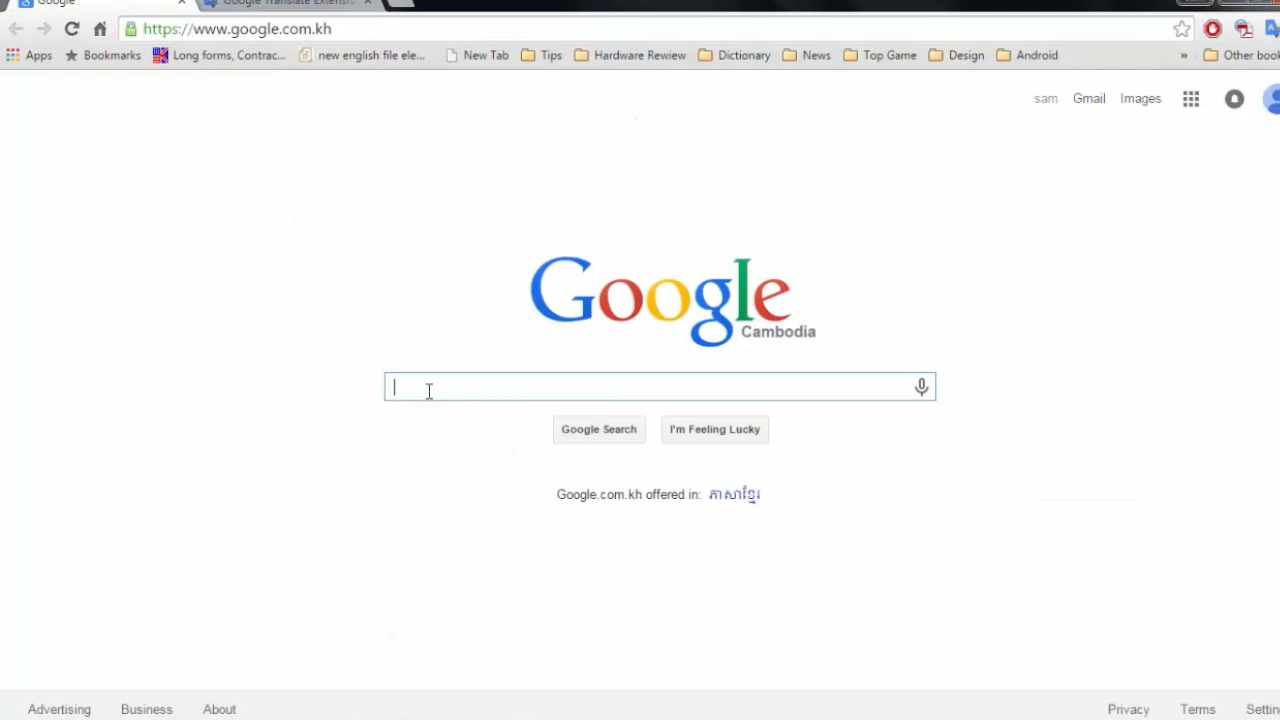 Google
Google Translate Extensi
https://www.google.com.kh
Apps Bookmarks Long forms, Contrac... new english file ele... New Tab Tips Hardware Rewiew Dictionary News Top Game Design Android » Other book
sam Gmail Images
Google
Cambodia
Google Search I'm Feeling Lucky
Google.com.kh offered in: ភាសាខ្មែរ
Advertising Business About Privacy Terms Settin